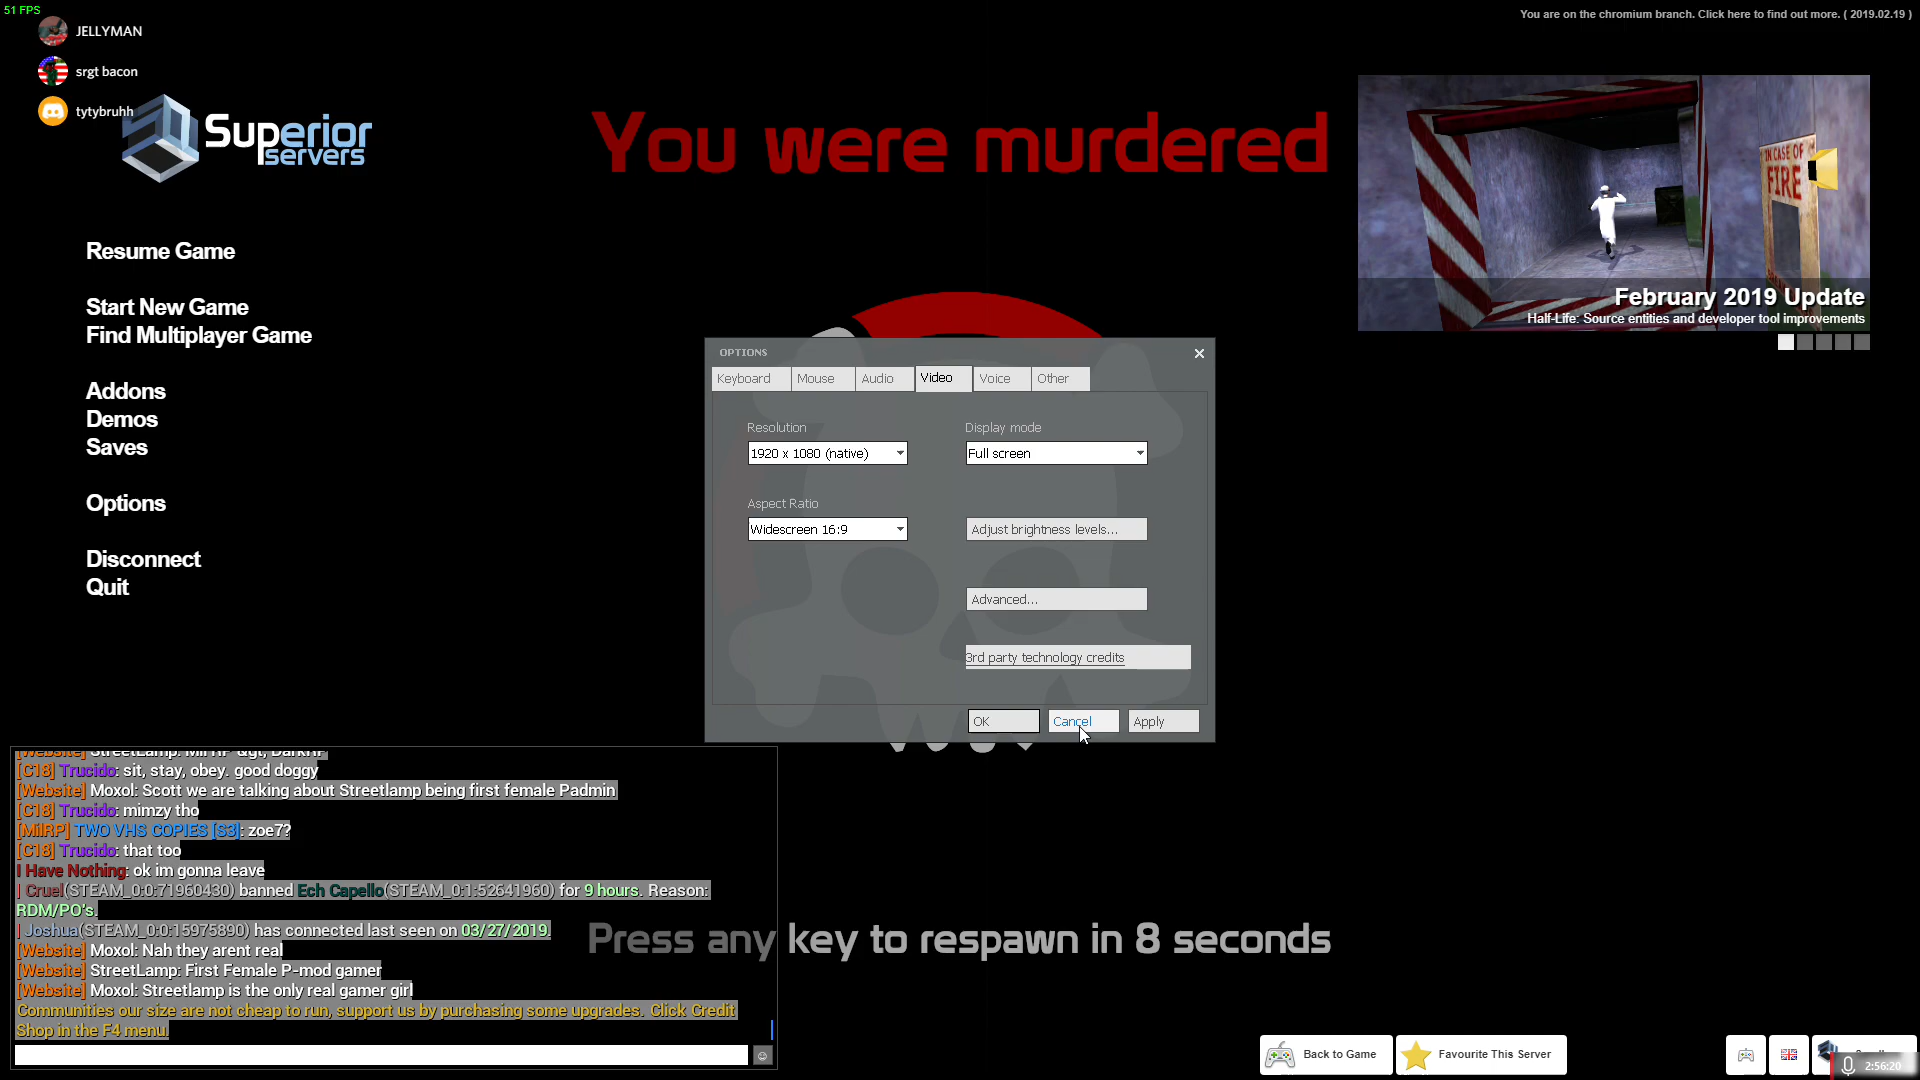 51 FPS
JELLYMAN
srgt bacon
tytybruhh
Superior
servers
You are on the chromium branch. Click here to find out more. ( 2019.02.19 )
You were murdered
IN CASE OF
FIRE
February 2019 Update
Half-Life: Source entities and developer tool improvements
Resume Game
Start New Game
Find Multiplayer Game
Addons
Demos
Saves
Options
Disconnect
Quit
OPTIONS
Keyboard
Mouse
Audio
Video
Voice
Other
Resolution
Display mode
1920 x 1080 (native)
Full screen
Aspect Ratio
Widescreen 16:9
Adjust brightness levels...
Advanced...
3rd party technology credits
OK
Cancel
Apply
[Website] StreetLamp: MilRP &gt; DarkRP
[C18] Trucido: sit, stay, obey. good doggy
[Website] Moxol: Scott we are talking about Streetlamp being first female Padmin
[C18] Trucido: mimzy tho
[MilRP] TWO VHS COPIES [S3]: zoe7?
[C18] Trucido: that too
I Have Nothing: ok im gonna leave
| Cruel(STEAM_0:0:71960430) banned Ech Capello(STEAM_0:1:52641960) for 9 hours. Reason:
RDM/PO's.
| Joshua(STEAM_0:0:15975890) has connected last seen on 03/27/2019.
[Website] Moxol: Nah they arent real
[Website] StreetLamp: First Female P-mod gamer
[Website] Moxol: Streetlamp is the only real gamer girl
Communities our size are not cheap to run, support us by purchasing some upgrades. Click Credit
Shop in the F4 menu.
Press any key to respawn in 8 seconds
Back to Game
Favourite This Server
2:56:20